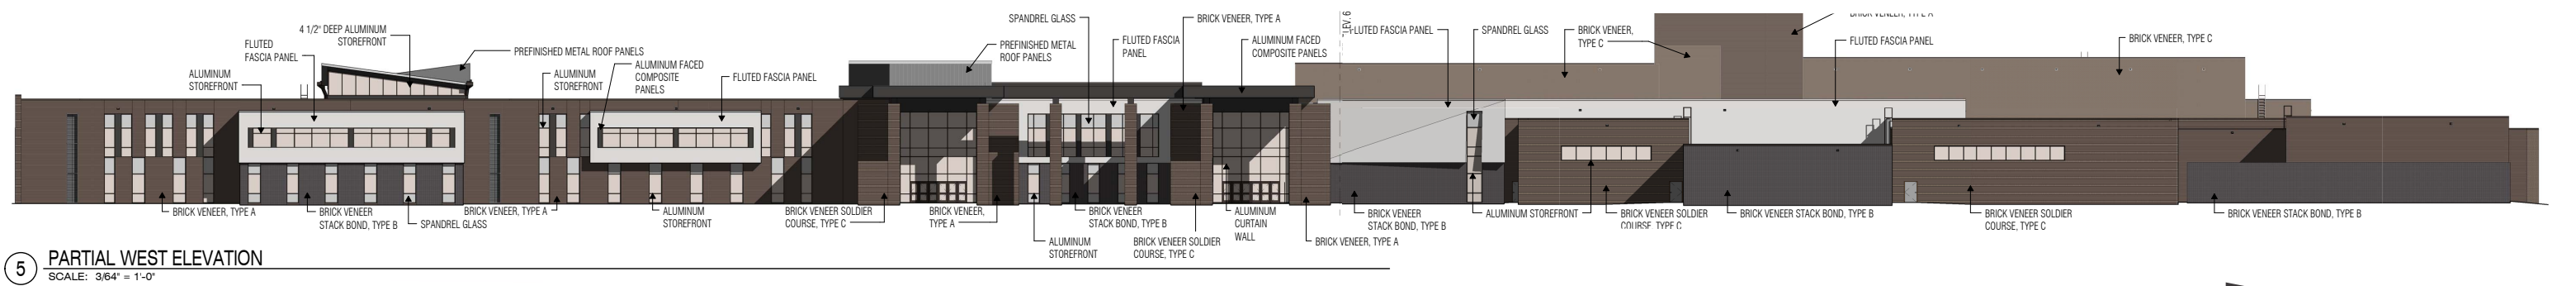 4 1/2" DEEP ALUMINUM
STOREFRONT
FLUTED
FASCIA PANEL
ALUMINUM
STOREFRONT
PREFINISHED METAL ROOF PANELS
ALUMINUM
STOREFRONT
ALUMINUM FACED
COMPOSITE
PANELS
FLUTED FASCIA PANEL
SPANDREL GLASS
PREFINISHED METAL
ROOF PANELS
FLUTED FASCIA
PANEL
BRICK VENEER, TYPE A
ALUMINUM FACED
COMPOSITE PANELS
FLUTED FASCIA PANEL
SPANDREL GLASS
BRICK VENEER,
TYPE C
BRICK VENEER, TYPE A
FLUTED FASCIA PANEL
BRICK VENEER, TYPE C
BRICK VENEER, TYPE A
BRICK VENEER
STACK BOND, TYPE B
SPANDREL GLASS
BRICK VENEER, TYPE A
ALUMINUM
STOREFRONT
BRICK VENEER SOLDIER
COURSE, TYPE C
BRICK VENEER,
TYPE A
ALUMINUM
STOREFRONT
BRICK VENEER
STACK BOND, TYPE B
BRICK VENEER SOLDIER
COURSE, TYPE C
ALUMINUM
CURTAIN
WALL
BRICK VENEER, TYPE A
BRICK VENEER
STACK BOND, TYPE B
ALUMINUM STOREFRONT
BRICK VENEER SOLDIER
COURSE, TYPE C
BRICK VENEER STACK BOND, TYPE B
BRICK VENEER SOLDIER
COURSE, TYPE C
BRICK VENEER STACK BOND, TYPE B
5 PARTIAL WEST ELEVATION
SCALE: 3/64" = 1'-0"